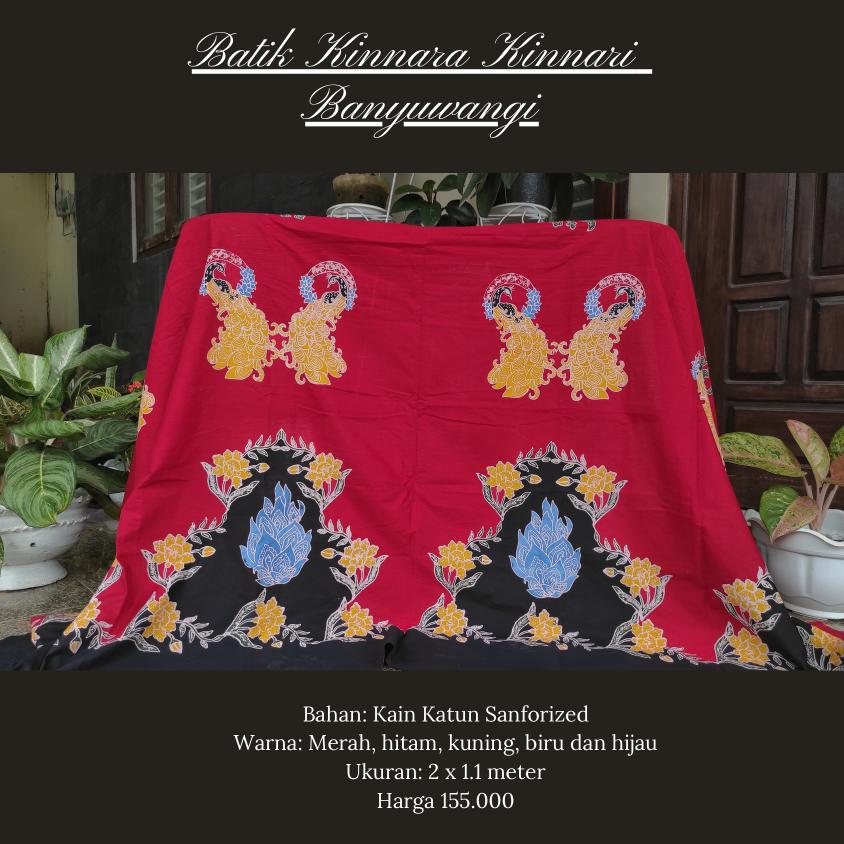 Batik Kinnara Kinnari
Banyuwangi
Bahan: Kain Katun Sanforized
Warna: Merah, hitam, kuning, biru dan hijau
Ukuran: 2 x 1.1 meter
Harga 155.000